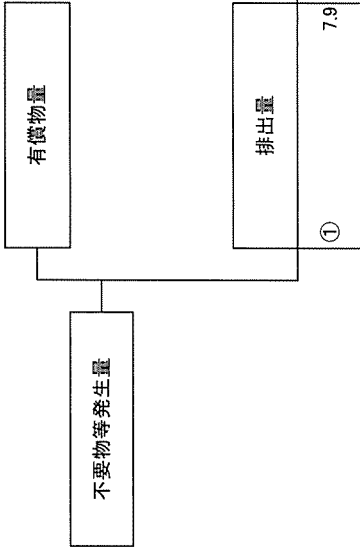 不要物等発生量
有償物量
排出量
① 7.9